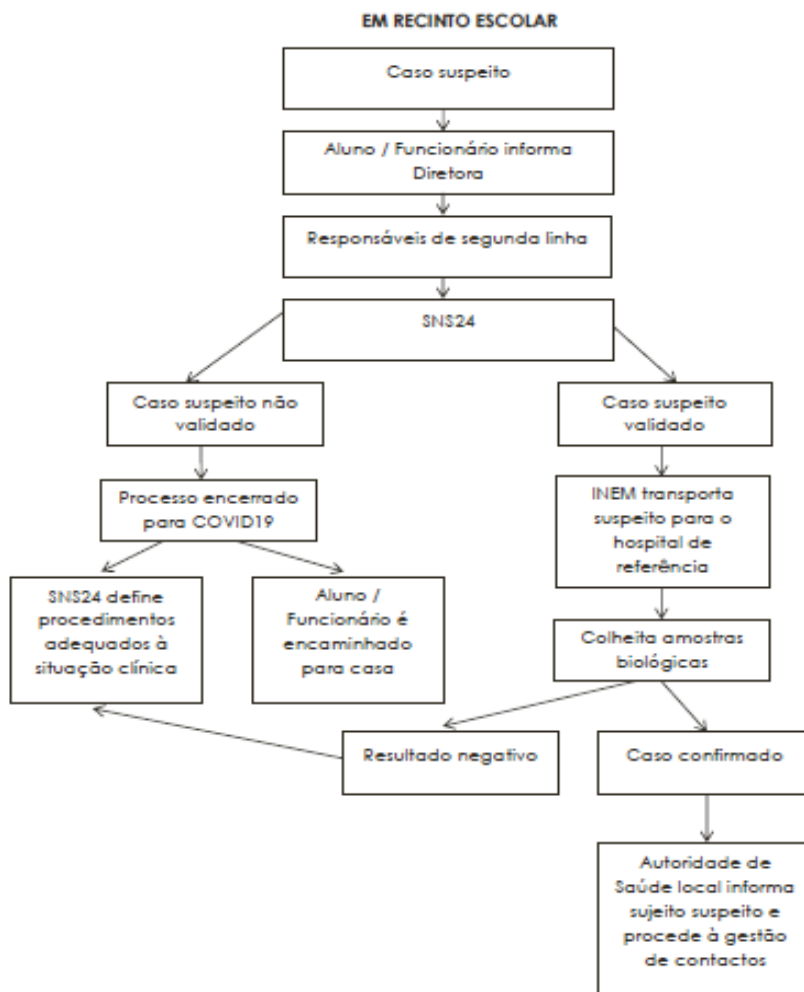 EM RECINTO ESCOLAR
Caso suspeito
Aluno / Funcionário informa
Diretora
Responsáveis de segunda linha
SNS24
Caso suspeito não
validado
Caso suspeito
validado
Processo encerrado
para COVID19
INEM transporta
suspeito para o
hospital de
referência
SNS24 define
procedimentos
adequados à
situação clínica
Aluno /
Funcionário é
encaminhado
para casa
Colheita amostras
biológicas
Resultado negativo
Caso confirmado
Autoridade de
Saúde local informa
sujeito suspeito e
procede à gestão
de contactos